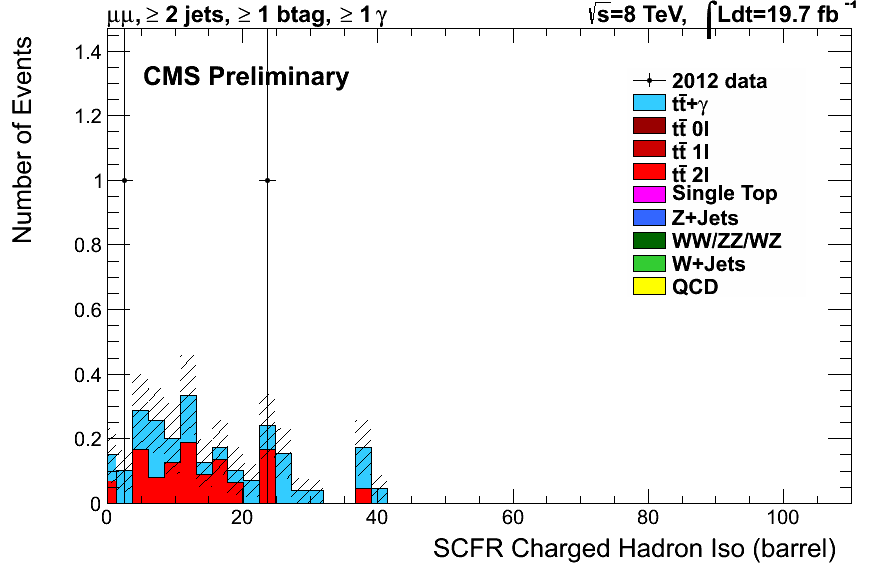 μμ, ≥ 2 jets, ≥ 1 btag, ≥ 1 γ
√s=8 TeV, ∫Ldt=19.7 fb⁻¹
CMS Preliminary
Number of Events
1.4
1.2
1
0.8
0.6
0.4
0.2
0
2012 data
tt̄+γ
tt̄ 0l
tt̄ 1l
tt̄ 2l
Single Top
Z+Jets
WW/ZZ/WZ
W+Jets
QCD
0 20 40 60 80 100
SCFR Charged Hadron Iso (barrel)